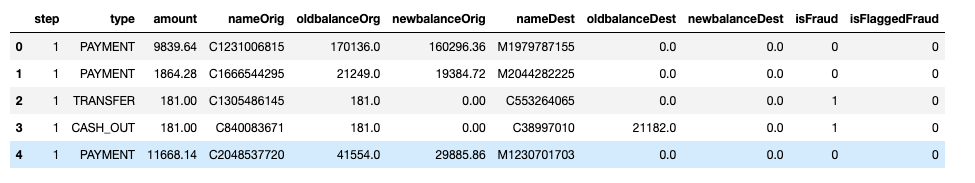 step type amount nameOrig oldbalanceOrg newbalanceOrig nameDest oldbalanceDest newbalanceDest isFraud isFlaggedFraud
0 1 PAYMENT 9839.64 C1231006815 170136.0 160296.36 M1979787155 0.0 0.0 0 0
1 1 PAYMENT 1864.28 C1666544295 21249.0 19384.72 M2044282225 0.0 0.0 0 0
2 1 TRANSFER 181.00 C1305486145 181.0 0.00 C553264065 0.0 0.0 1 0
3 1 CASH_OUT 181.00 C840083671 181.0 0.00 C38997010 21182.0 0.0 1 0
4 1 PAYMENT 11668.14 C2048537720 41554.0 29885.86 M1230701703 0.0 0.0 0 0